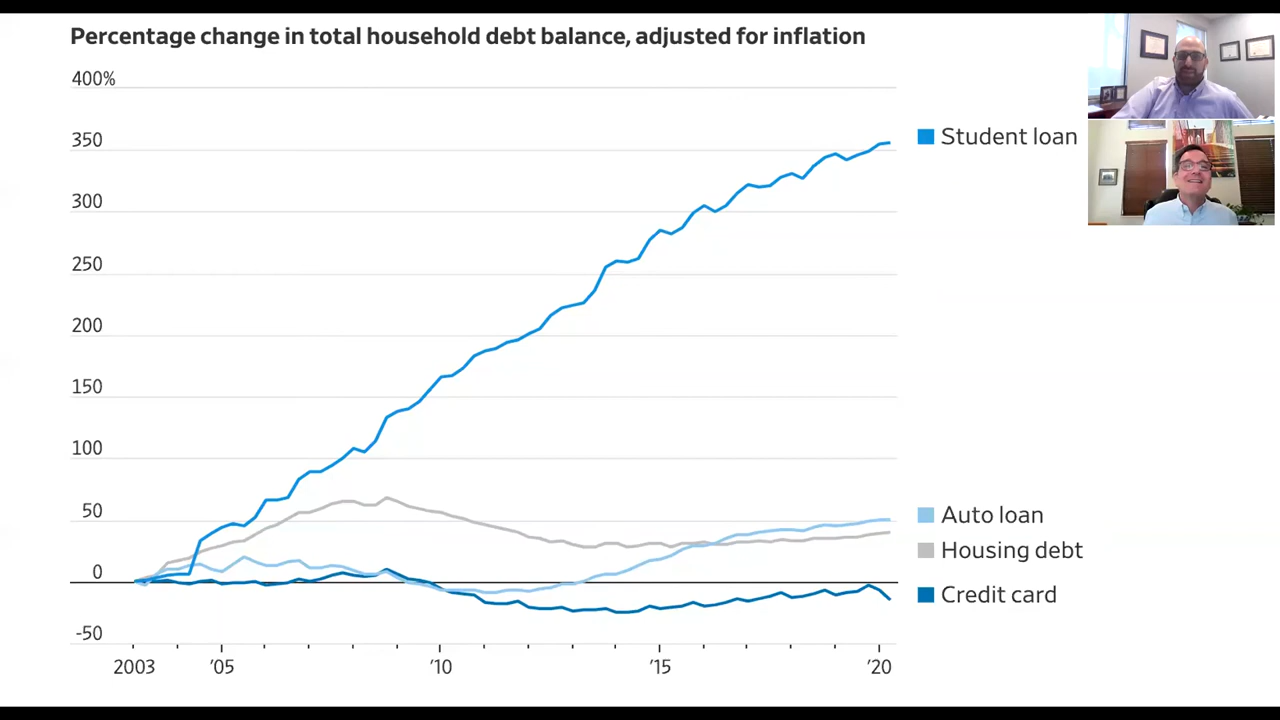 Percentage change in total household debt balance, adjusted for inflation
400%
350
300
250
200
150
100
50
0
-50
2003 '05 '10 '15 '20
Student loan
Auto loan
Housing debt
Credit card